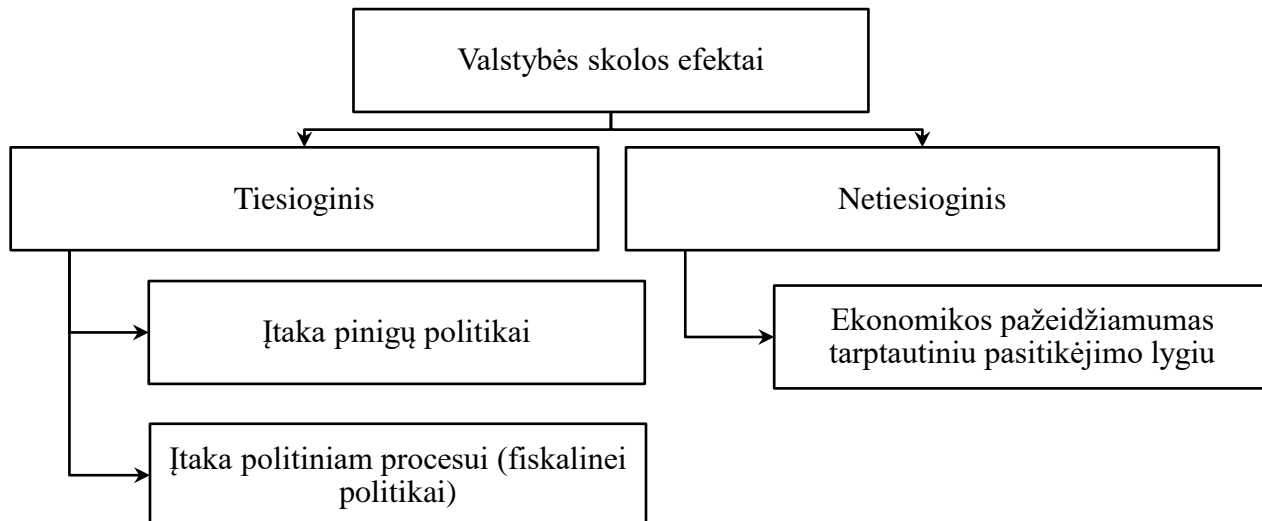 Valstybės skolos efektai
Tiesioginis
Netiesioginis
Įtaka pinigų politikai
Ekonomikos pažeidžiamumas
tarptautiniu pasitikėjimo lygiu
Įtaka politiniam procesui (fiskalinei
politikai)